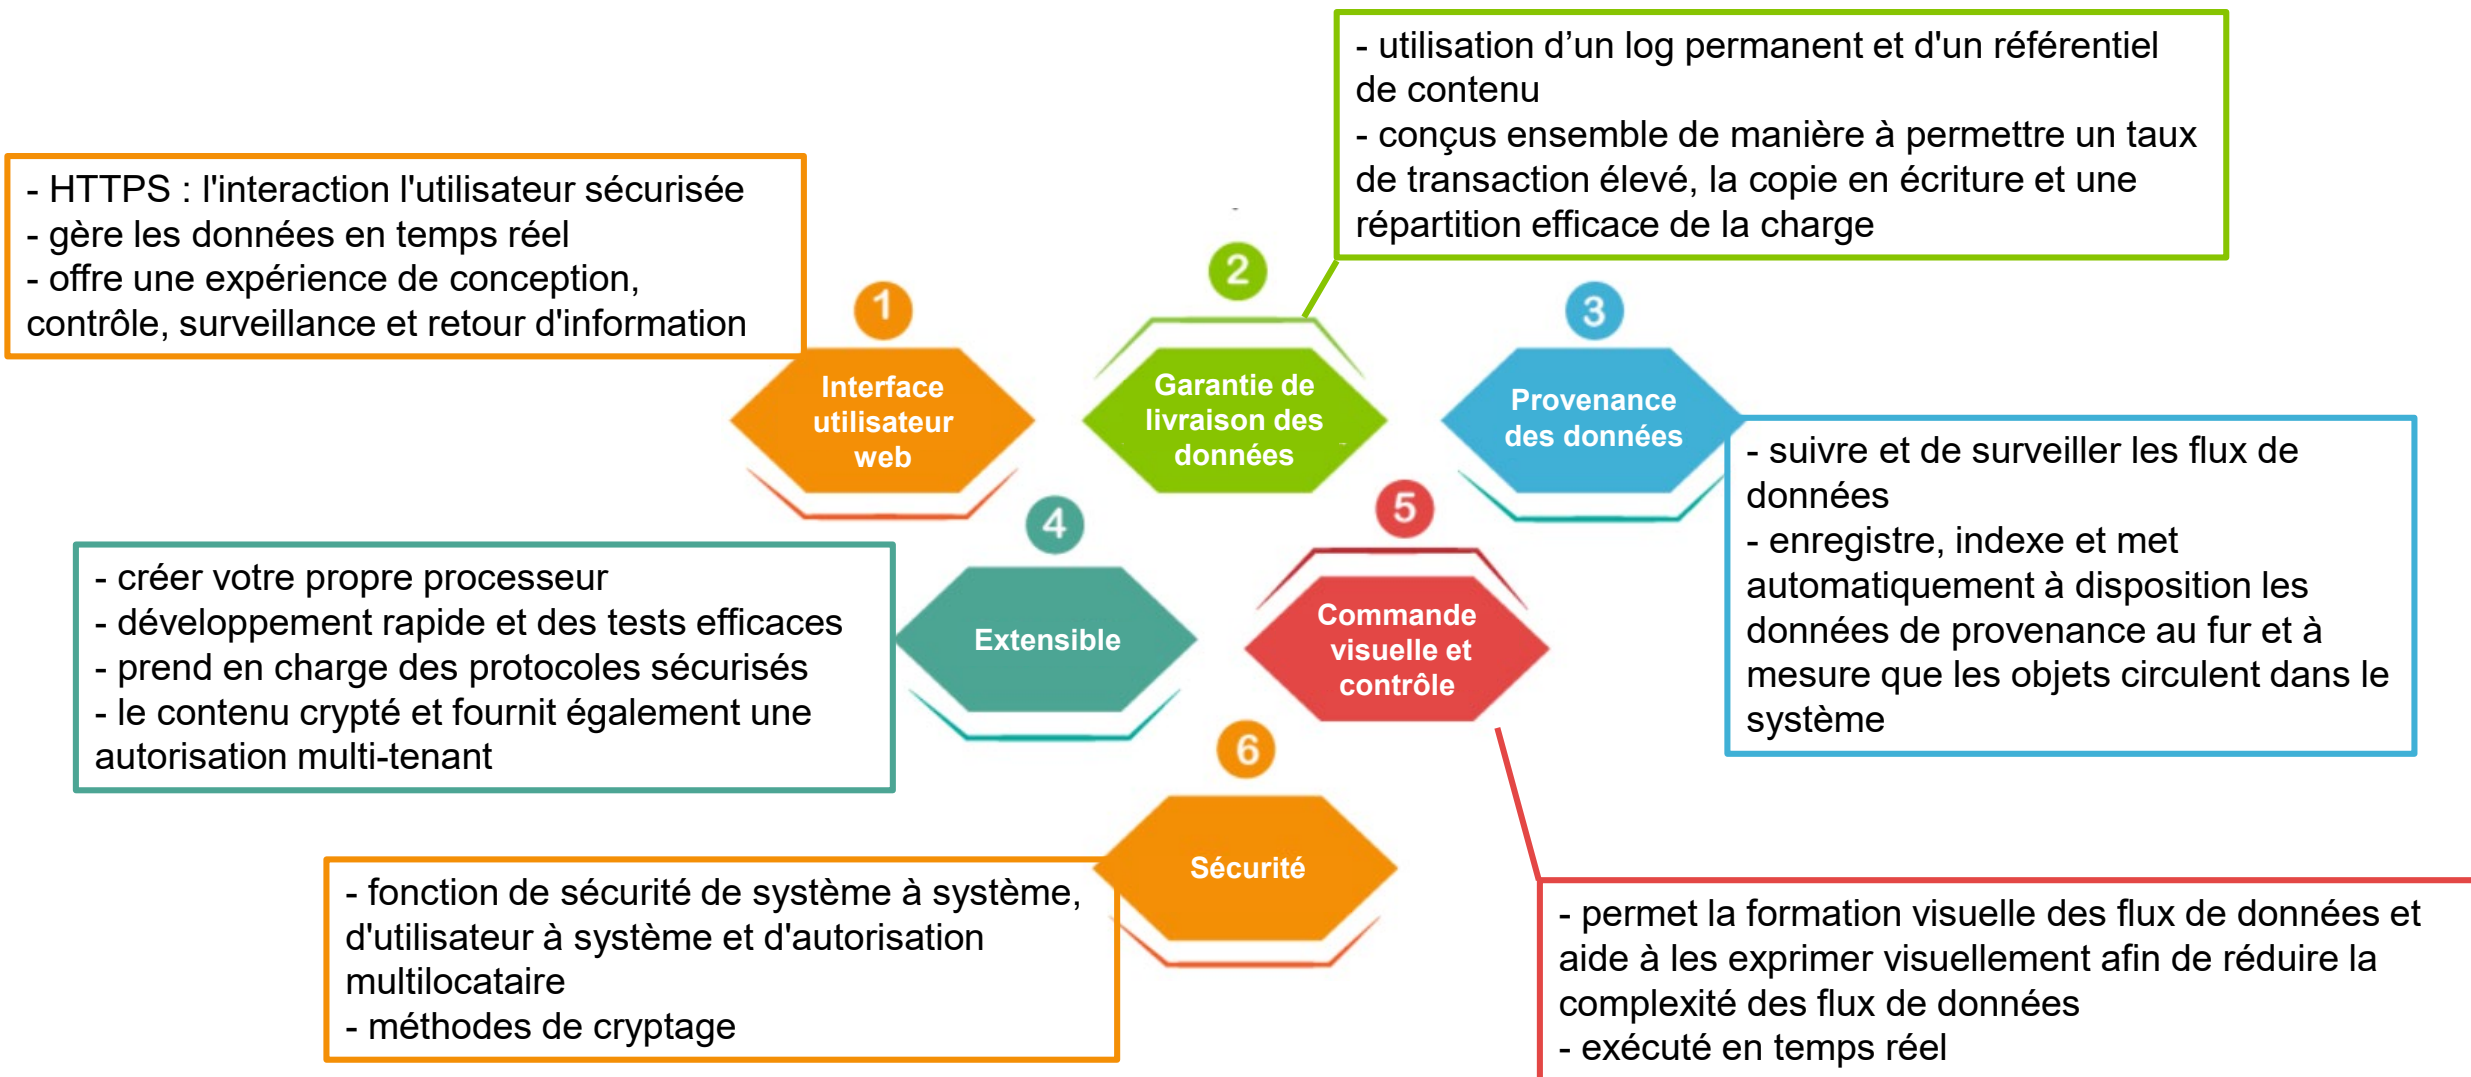 - HTTPS : l'interaction l'utilisateur sécurisée
- gère les données en temps réel
- offre une expérience de conception,
contrôle, surveillance et retour d'information
1
Interface
utilisateur
web
- utilisation d’un log permanent et d'un référentiel
de contenu
- conçus ensemble de manière à permettre un taux
de transaction élevé, la copie en écriture et une
répartition efficace de la charge
2
Garantie de
livraison des
données
3
Provenance
des données
- suivre et de surveiller les flux de
données
- enregistre, indexe et met
automatiquement à disposition les
données de provenance au fur et à
mesure que les objets circulent dans le
système
4
Extensible
- créer votre propre processeur
- développement rapide et des tests efficaces
- prend en charge des protocoles sécurisés
- le contenu crypté et fournit également une
autorisation multi-tenant
5
Commande
visuelle et
contrôle
- permet la formation visuelle des flux de données et
aide à les exprimer visuellement afin de réduire la
complexité des flux de données
- exécuté en temps réel
6
Sécurité
- fonction de sécurité de système à système,
d'utilisateur à système et d'autorisation
multilocataire
- méthodes de cryptage